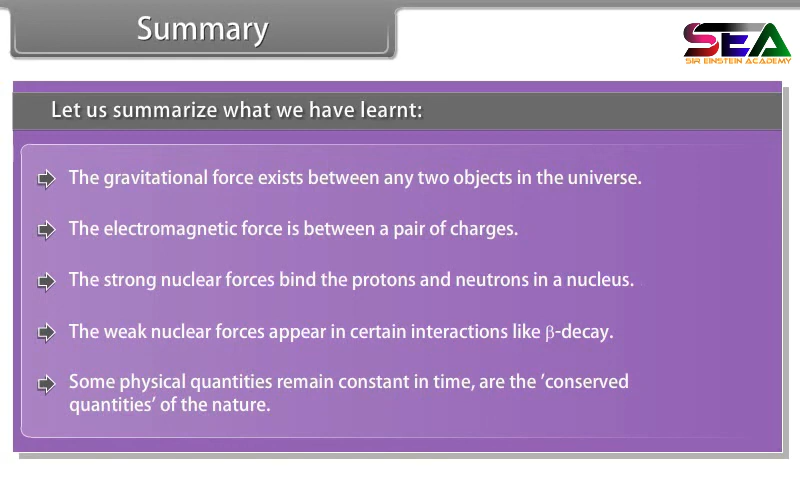 Summary
SEA
SIR EINSTEIN ACADEMY
Let us summarize what we have learnt:
The gravitational force exists between any two objects in the universe.
The electromagnetic force is between a pair of charges.
The strong nuclear forces bind the protons and neutrons in a nucleus.
The weak nuclear forces appear in certain interactions like β-decay.
Some physical quantities remain constant in time, are the ‘conserved
quantities’ of the nature.